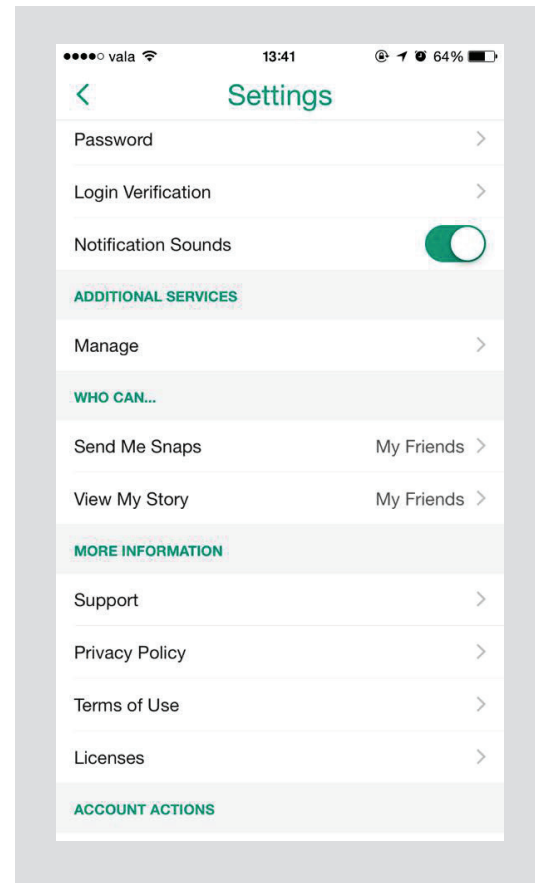 vala 13:41 64%
Settings
Password
Login Verification
Notification Sounds
ADDITIONAL SERVICES
Manage
WHO CAN...
Send Me Snaps My Friends
View My Story My Friends
MORE INFORMATION
Support
Privacy Policy
Terms of Use
Licenses
ACCOUNT ACTIONS